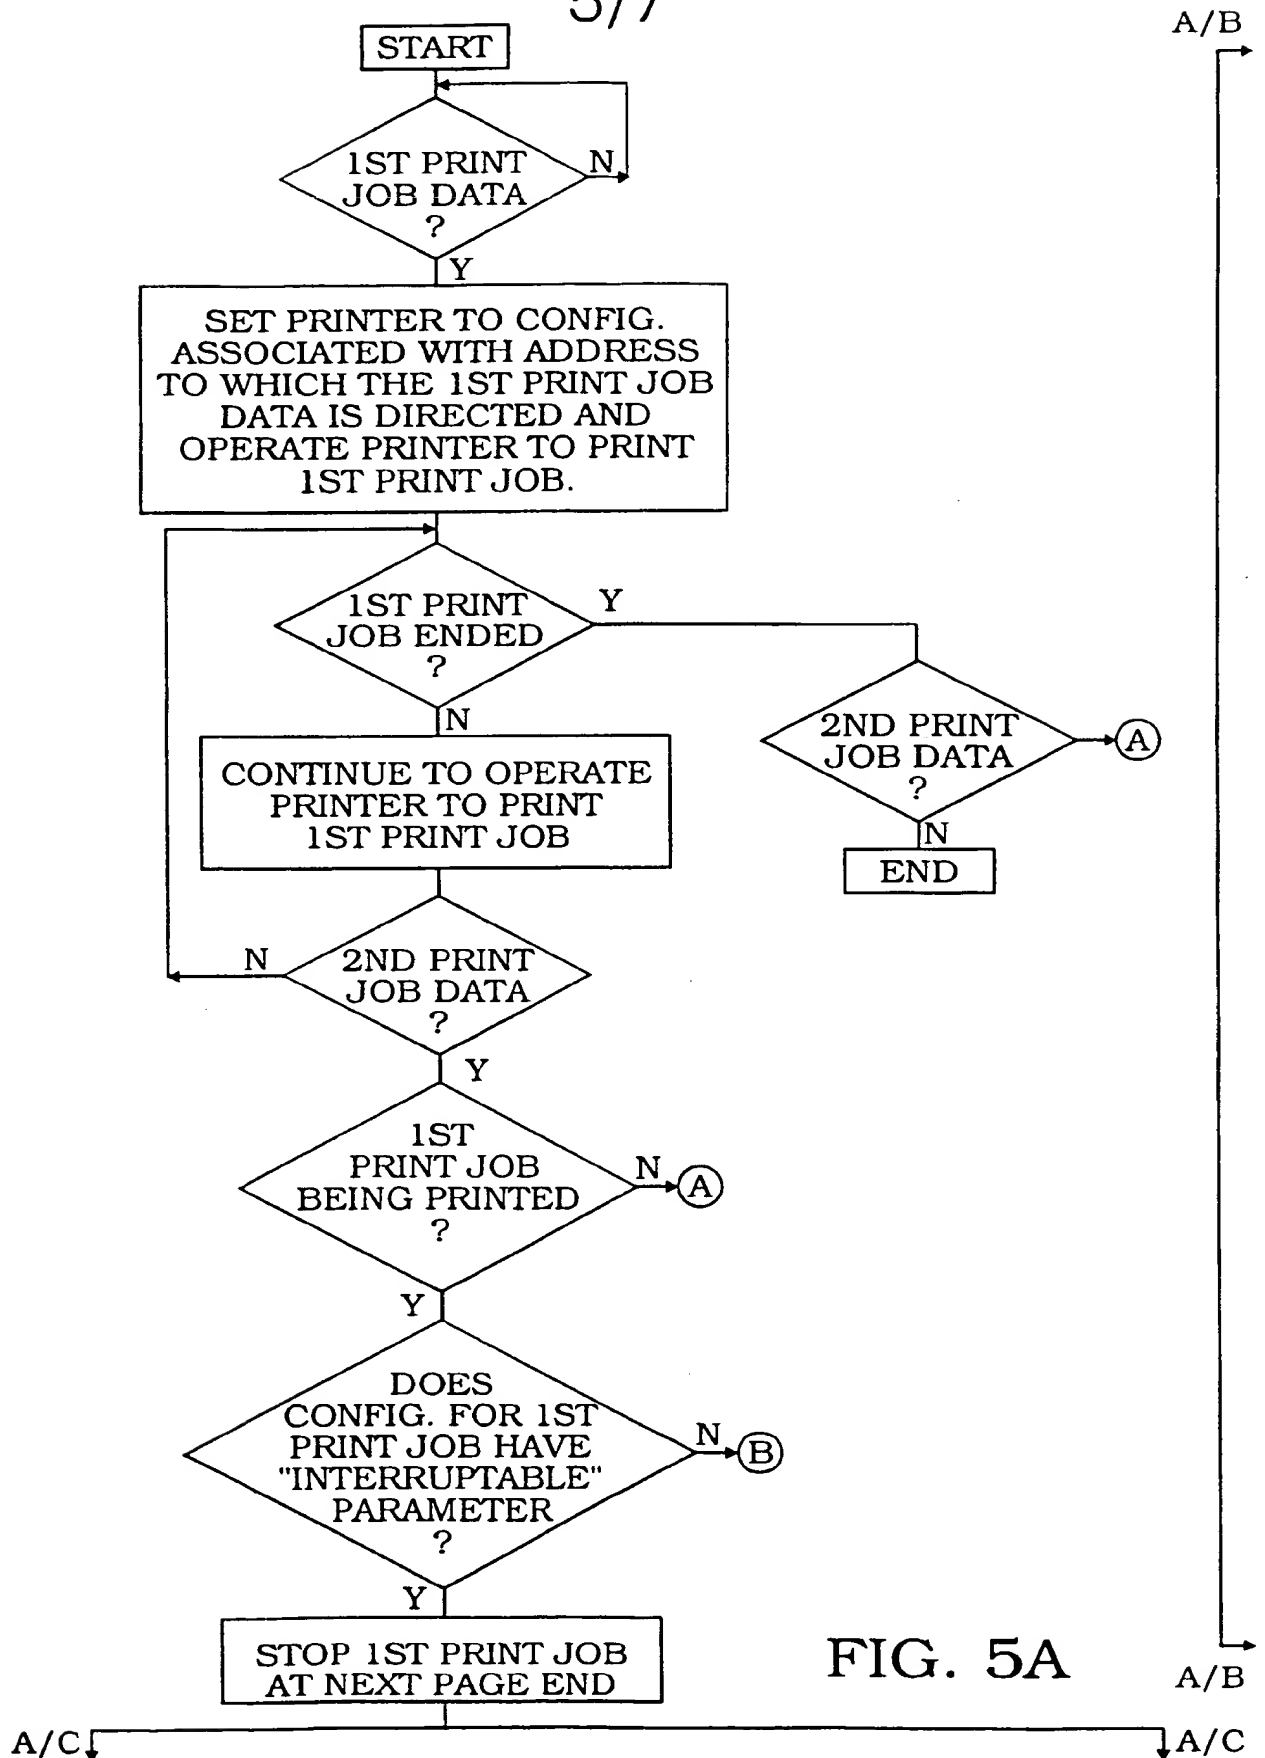 5/7
A/B
START
1ST PRINT
JOB DATA
?
N
Y
SET PRINTER TO CONFIG.
ASSOCIATED WITH ADDRESS
TO WHICH THE 1ST PRINT JOB
DATA IS DIRECTED AND
OPERATE PRINTER TO PRINT
1ST PRINT JOB.
1ST PRINT
JOB ENDED
?
Y
N
2ND PRINT
JOB DATA
?
A
N
END
CONTINUE TO OPERATE
PRINTER TO PRINT
1ST PRINT JOB
2ND PRINT
JOB DATA
?
N
Y
1ST
PRINT JOB
BEING PRINTED
?
N
A
Y
DOES
CONFIG. FOR 1ST
PRINT JOB HAVE
"INTERRUPTABLE"
PARAMETER
?
N
B
Y
STOP 1ST PRINT JOB
AT NEXT PAGE END
FIG. 5A
A/B
A/C
A/C